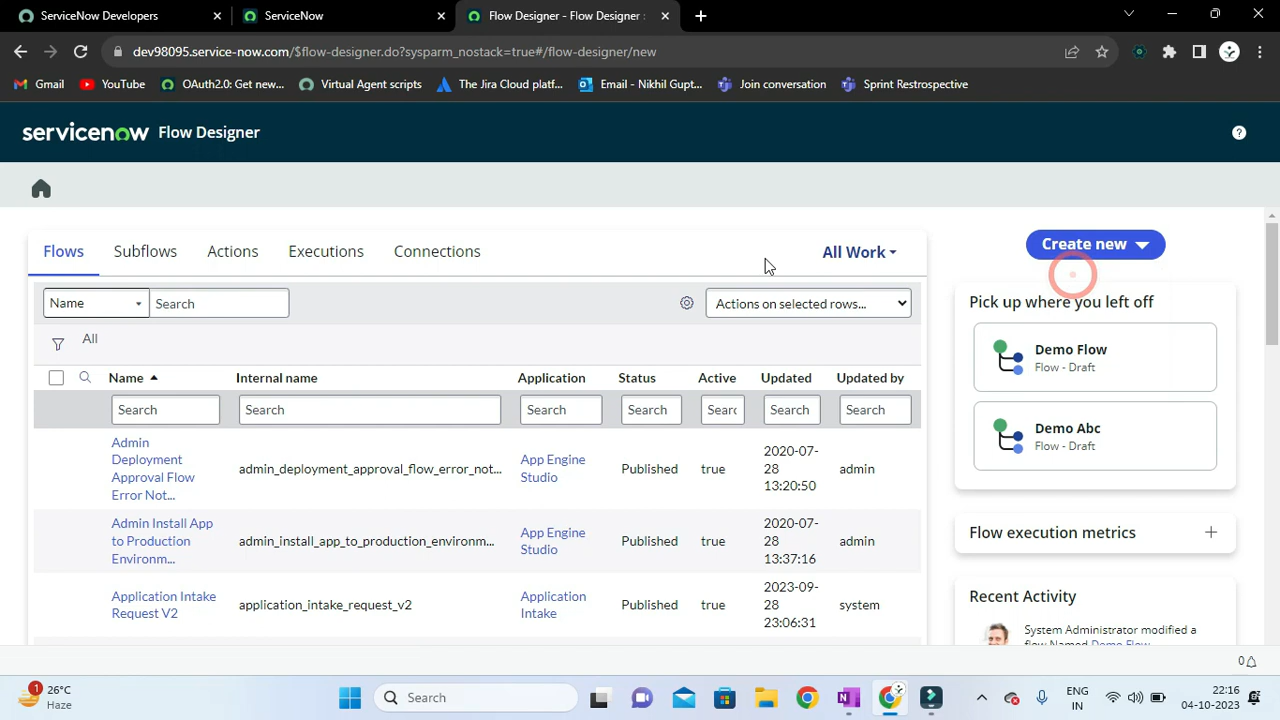 ServiceNow Developers
ServiceNow
Flow Designer - Flow Designer
dev98095.service-now.com/$flow-designer.do?sysparm_nostack=true#/flow-designer/new
Gmail
YouTube
OAuth2.0: Get new...
Virtual Agent scripts
The Jira Cloud platf...
Email - Nikhil Gupt...
Join conversation
Sprint Restrospective
servicenow Flow Designer
Flows
Subflows
Actions
Executions
Connections
All Work
Create new
Name
Search
Actions on selected rows...
Pick up where you left off
All
Demo Flow
Flow - Draft
Name
Internal name
Application
Status
Active
Updated
Updated by
Search
Search
Search
Search
Searc
Search
Search
Demo Abc
Flow - Draft
Admin
Deployment
Approval Flow
Error Not...
admin_deployment_approval_flow_error_not...
App Engine
Studio
Published
true
2020-07-
28
13:20:50
admin
Admin Install App
to Production
Environm...
admin_install_app_to_production_environm...
App Engine
Studio
Published
true
2020-07-
28
13:37:16
admin
Flow execution metrics
Application Intake
Request V2
application_intake_request_v2
Application
Intake
Published
true
2023-09-
28
23:06:31
system
Recent Activity
System Administrator modified a
flow Named Demo Flow
0
1
26°C
Haze
Search
ENG
IN
22:16
04-10-2023